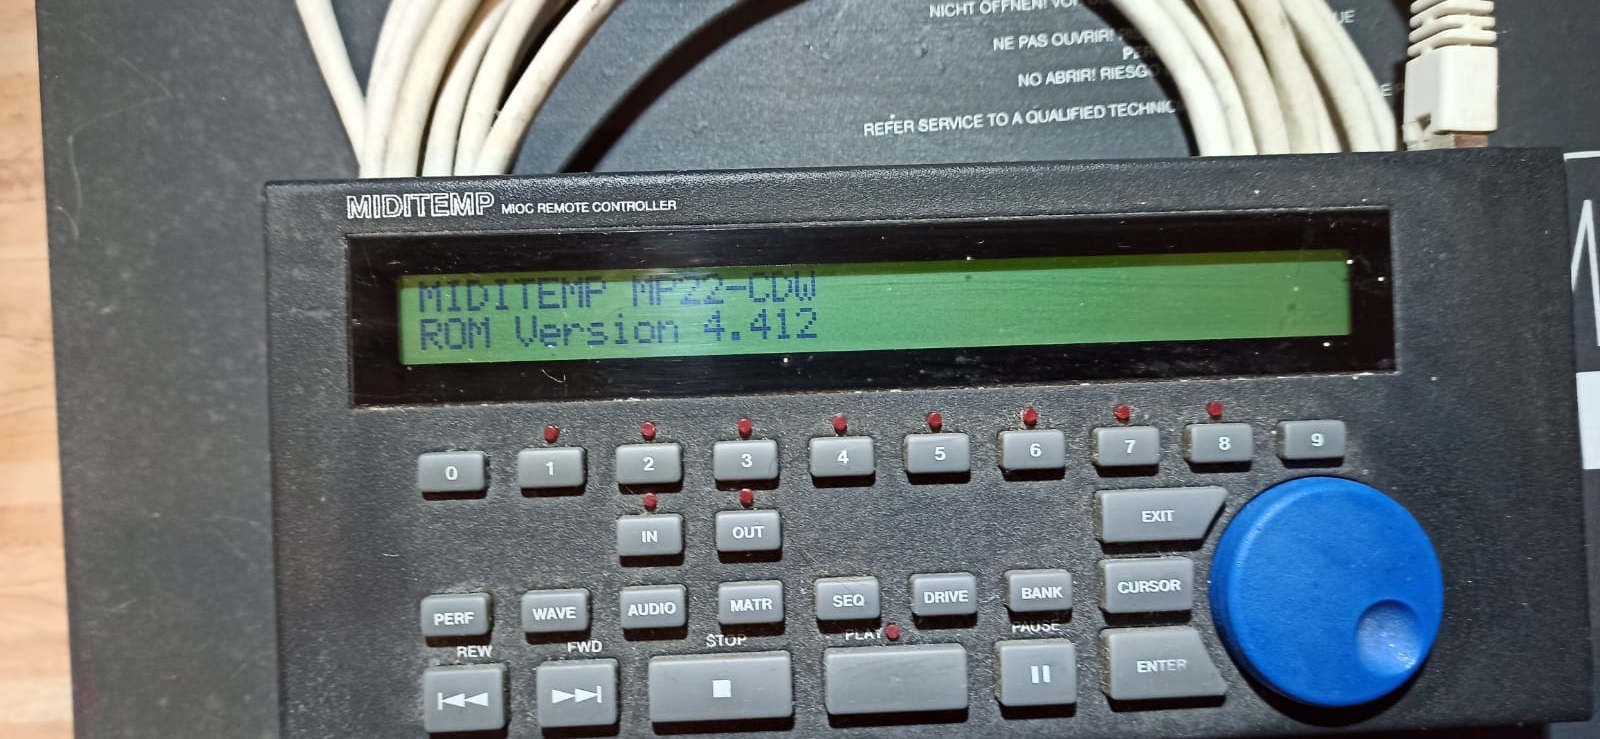 NICHT ÖFFNEN! VOR
UE
NE PAS OUVRIR!
NO ABRIR! RIESGO
REFER SERVICE TO A QUALIFIED
MIDITEMP MIOC REMOTE CONTROLLER
MIDITEMP MP22-CDW
ROM Version 4.412
0 1 2 3 4 5 6 7 8 9
IN OUT EXIT
PERF WAVE AUDIO MATR SEQ DRIVE BANK CURSOR
REW FWD STOP PLAY PAUSE
ENTER